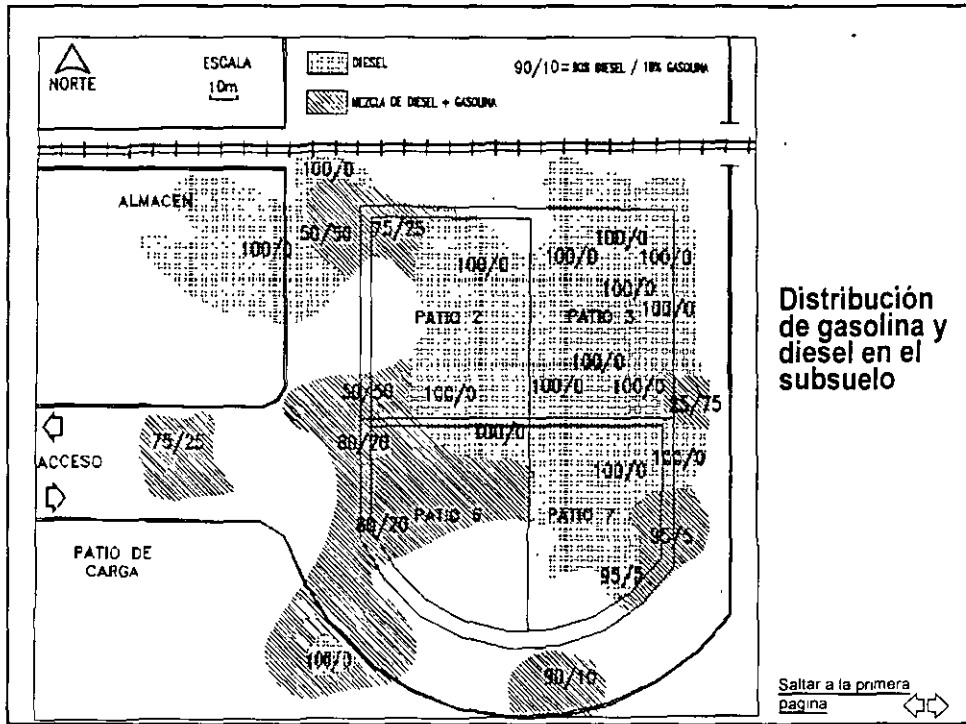 NORTE
ESCALA
10m
DIESEL
MEZCLA DE DIESEL + GASOLINA
90/10 = 90% DIESEL / 10% GASOLINA
100/0
ALMACEN
50/50
75/25
100/0
100/0
100/0
100/0
100/0
100/0
100/0
PATIO 2
PATIO 3
100/0
50/50
100/0
100/0
100/0
25/75
75/25
80/20
100/0
100/0
100/0
ACCESO
80/20
PATIO 6
PATIO 7
95/5
PATIO DE
CARGA
95/5
100/0
90/10
Distribución
de gasolina y
diesel en el
subsuelo
Saltar a la primera
pagina